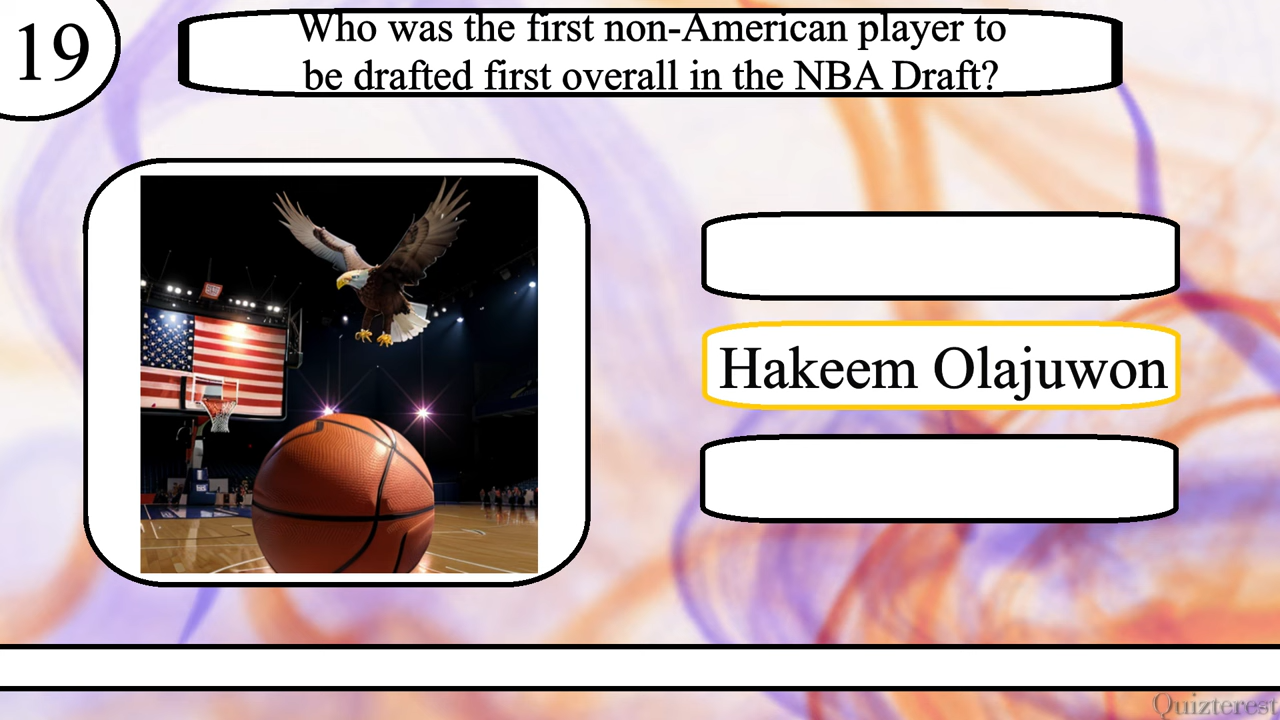 19
Who was the first non-American player to
be drafted first overall in the NBA Draft?
Hakeem Olajuwon
Quizterest